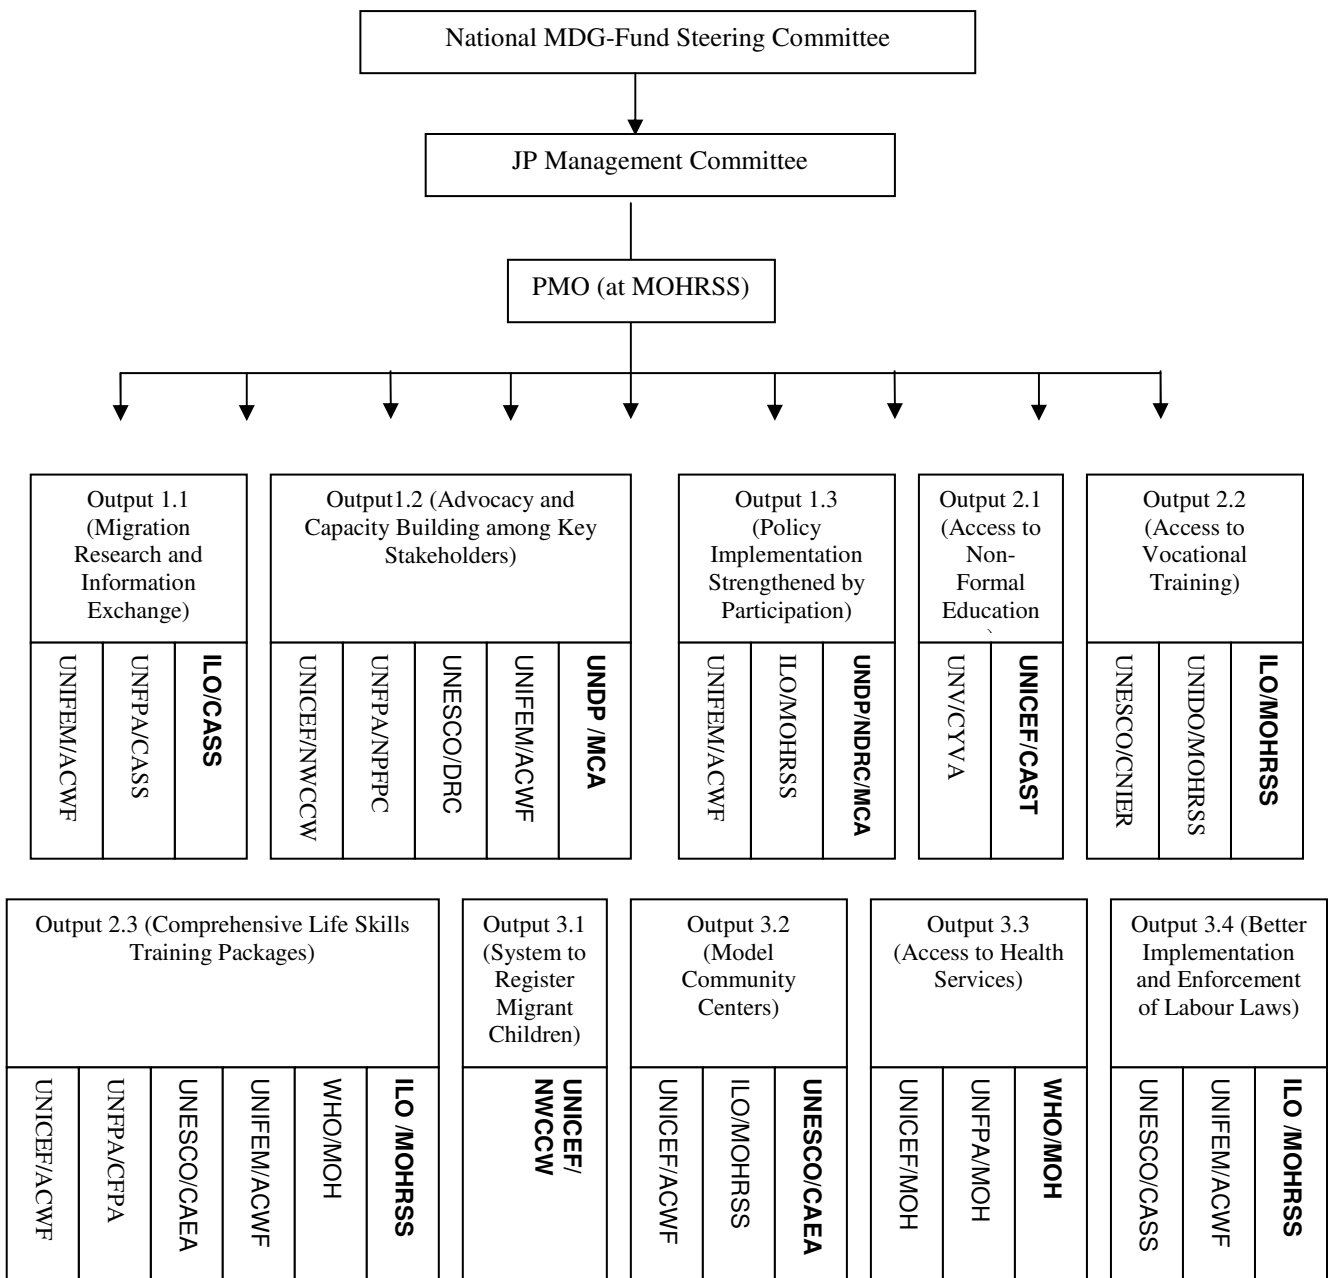 National MDG-Fund Steering Committee
JP Management Committee
PMO (at MOHRSS)
Output 1.1
(Migration
Research and
Information
Exchange)
UNIFEM/ACWF
UNFPA/CASS
ILO/CASS
Output1.2 (Advocacy and
Capacity Building among Key
Stakeholders)
UNICEF/NWCCW
UNFPA/NPFPC
UNESCO/DRC
UNIFEM/ACWF
UNDP /MCA
Output 1.3
(Policy
Implementation
Strengthened by
Participation)
UNIFEM/ACWF
ILO/MOHRSS
UNDP/NDRC/MCA
Output 2.1
(Access to
Non-
Formal
Education
)
UNV/CYVA
UNICEF/CAST
Output 2.2
(Access to
Vocational
Training)
UNESCO/CNIER
UNIDO/MOHRSS
ILO/MOHRSS
Output 2.3 (Comprehensive Life Skills
Training Packages)
UNICEF/ACWF
UNFPA/CFPA
UNESCO/CAEA
UNIFEM/ACWF
WHO/MOH
ILO /MOHRSS
Output 3.1
(System to
Register
Migrant
Children)
UNICEF/
NWCCW
Output 3.2
(Model
Community
Centers)
UNICEF/ACWF
ILO/MOHRSS
UNESCO/CAEA
Output 3.3
(Access to Health
Services)
UNICEF/MOH
UNFPA/MOH
WHO/MOH
Output 3.4 (Better
Implementation
and Enforcement
of Labour Laws)
UNESCO/CASS
UNIFEM/ACWF
ILO /MOHRSS